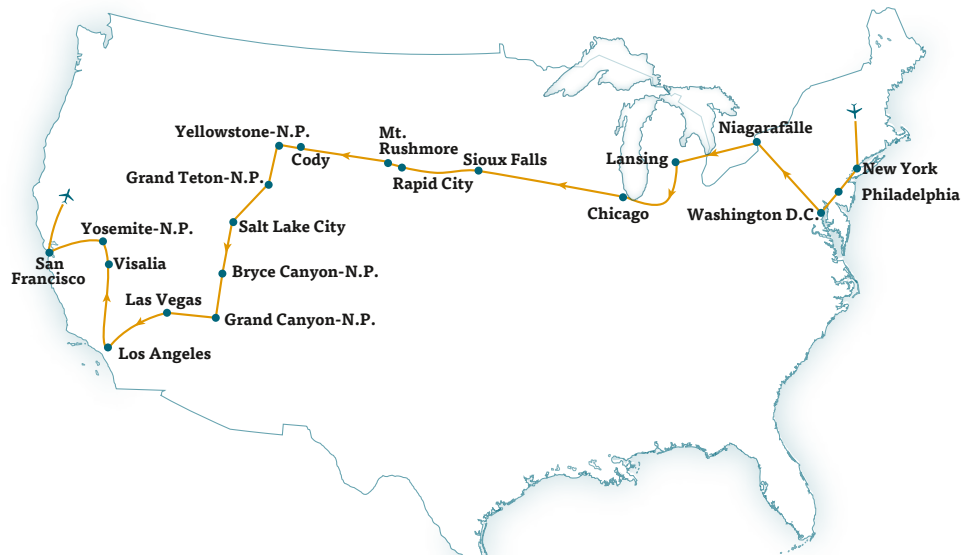 Niagarafälle
Yellowstone-N.P.
Mt.
Rushmore
Cody
Sioux Falls
Lansing
New York
Grand Teton-N.P.
Rapid City
Philadelphia
Chicago
Washington D.C.
Yosemite-N.P.
Salt Lake City
San
Francisco
Visalia
Bryce Canyon-N.P.
Las Vegas
Grand Canyon-N.P.
Los Angeles